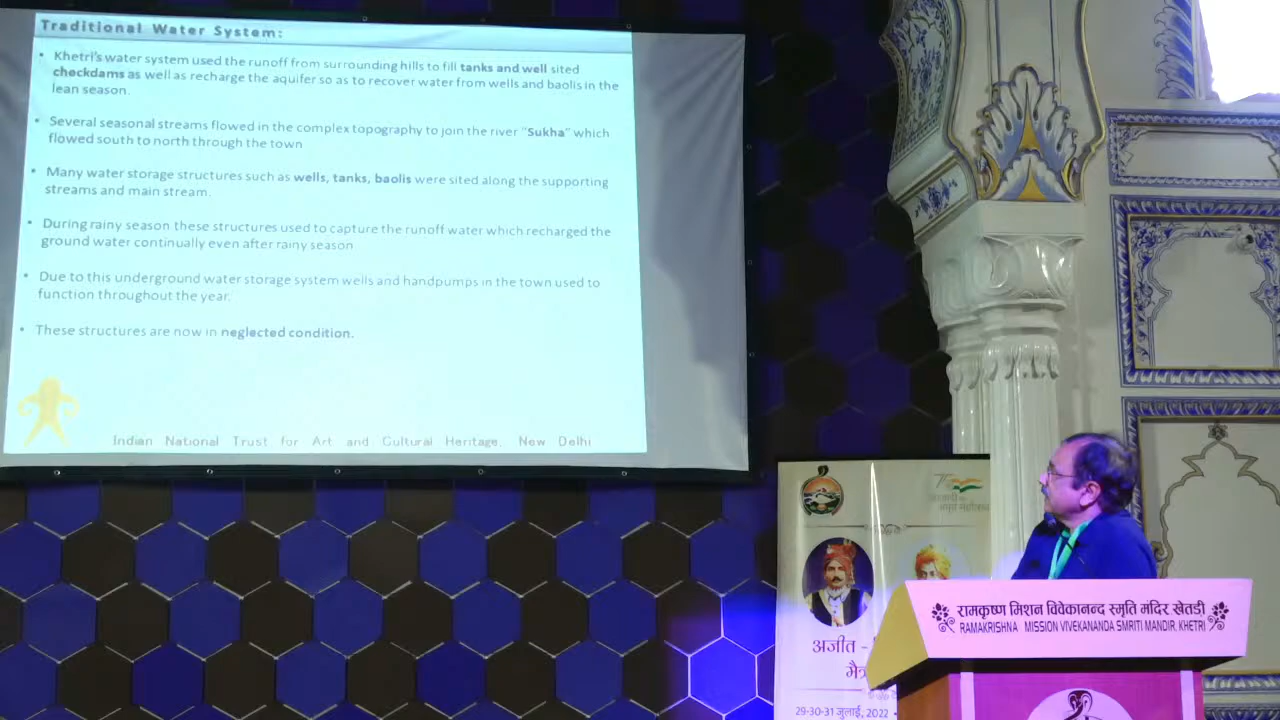 Traditional Water System:
• Khetri's water system used the runoff from surrounding hills to fill tanks and well sited
checkdams as well as recharge the aquifer so as to recover water from wells and baolis in the
lean season.
• Several seasonal streams flowed in the complex topography to join the river "Sukha" which
flowed south to north through the town
• Many water storage structures such as wells, tanks, baolis were sited along the supporting
streams and main stream.
• During rainy season these structures used to capture the runoff water which recharged the
ground water continually even after rainy season.
• Due to this underground water storage system wells and handpumps in the town used to
function throughout the year.
• These structures are now in neglected condition.
Indian National Trust for Art and Cultural Heritage, New Delhi
अजीत -
29-30-31 जुलाई, 2022
रामकृष्ण मिशन विवेकानन्द स्मृति मंदिर, खेतड़ी
RAMAKRISHNA MISSION VIVEKANANDA SMRITI MANDIR, KHETRI